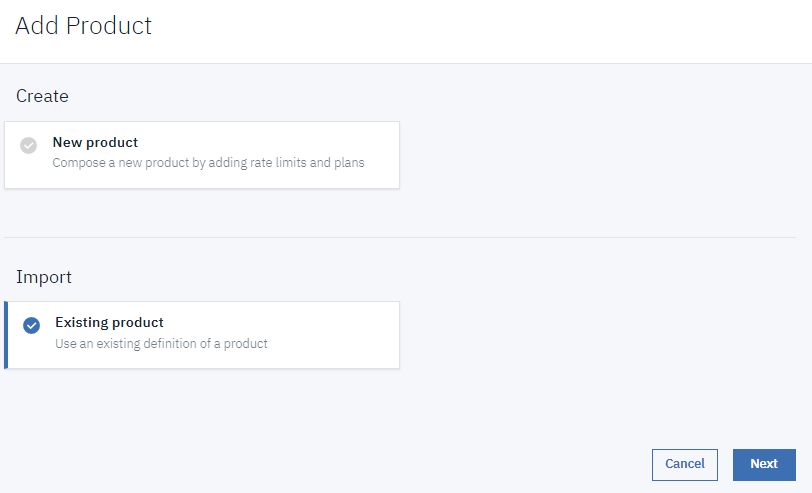 Add Product
Create
New product
Compose a new product by adding rate limits and plans
Import
Existing product
Use an existing definition of a product
Cancel
Next